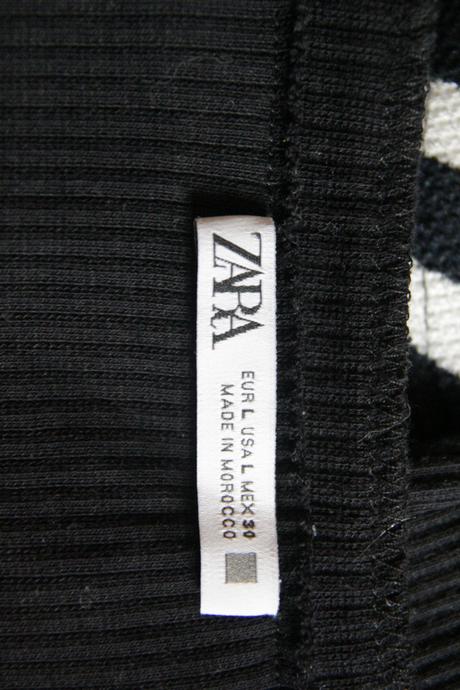 ZARA
EUR L USA L MEX 30
MADE IN MOROCCO